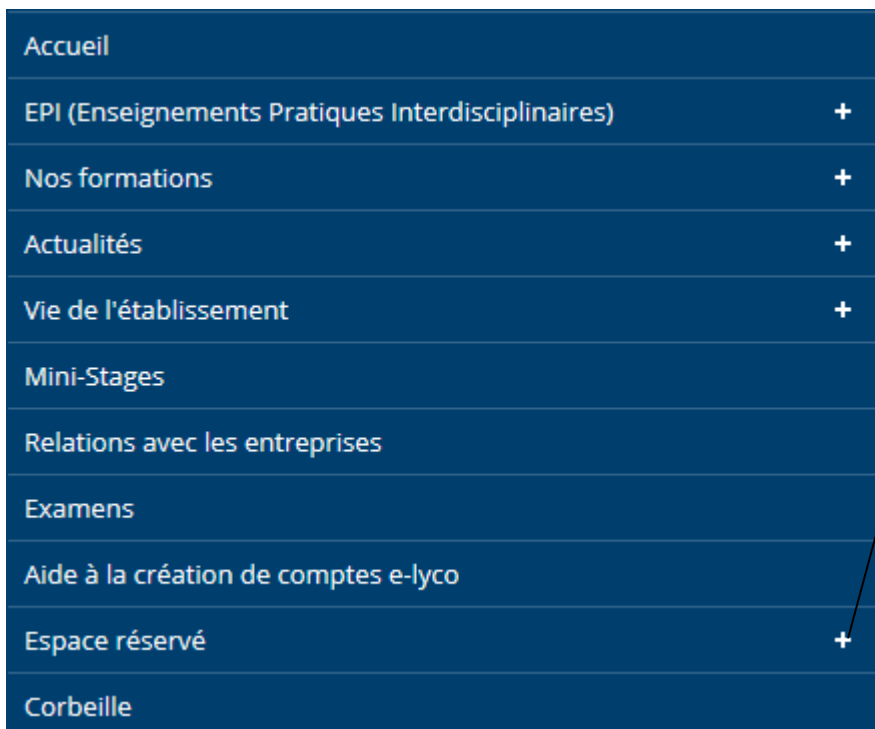 Accueil
EPI (Enseignements Pratiques Interdisciplinaires) +
Nos formations +
Actualités +
Vie de l'établissement +
Mini-Stages
Relations avec les entreprises
Examens
Aide à la création de comptes e-lyco
Espace réservé +
Corbeille